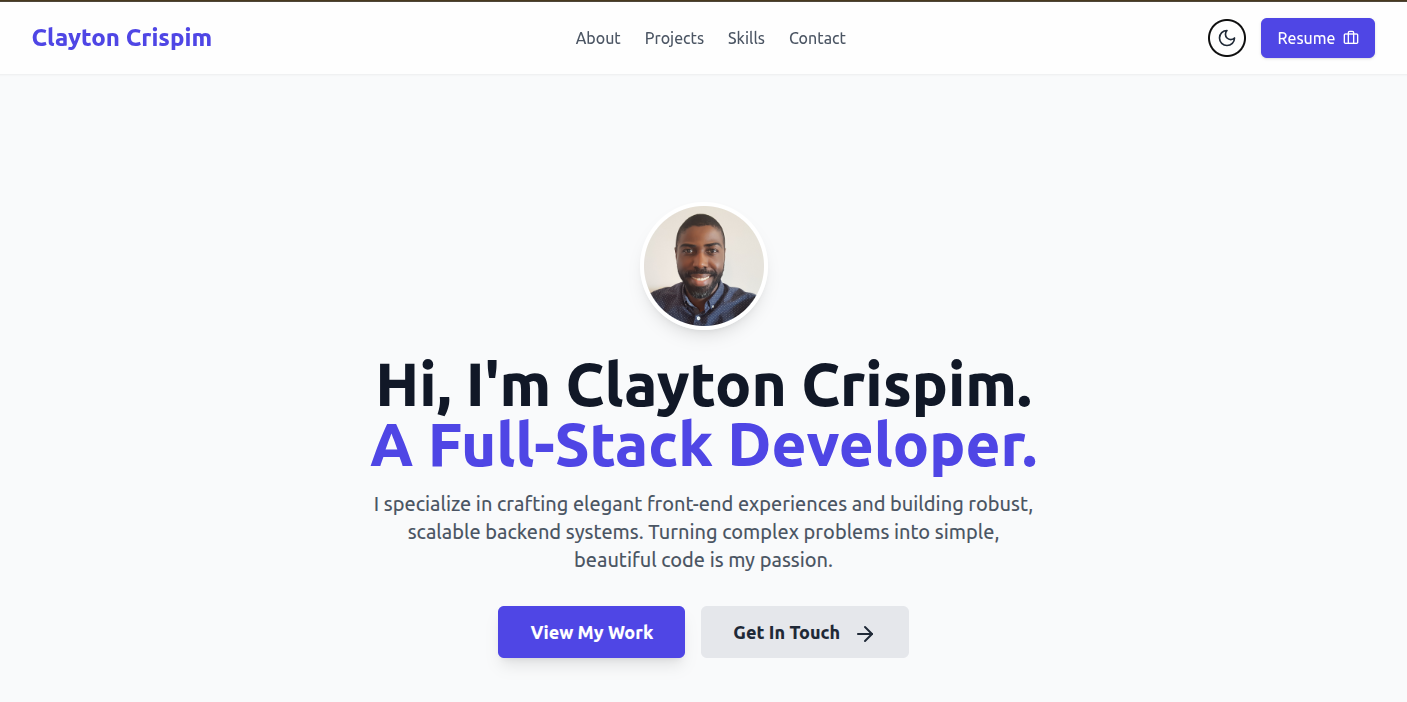 Clayton Crispim
About
Projects
Skills
Contact
Resume
Hi, I'm Clayton Crispim.
A Full-Stack Developer.
I specialize in crafting elegant front-end experiences and building robust,
scalable backend systems. Turning complex problems into simple,
beautiful code is my passion.
View My Work
Get In Touch